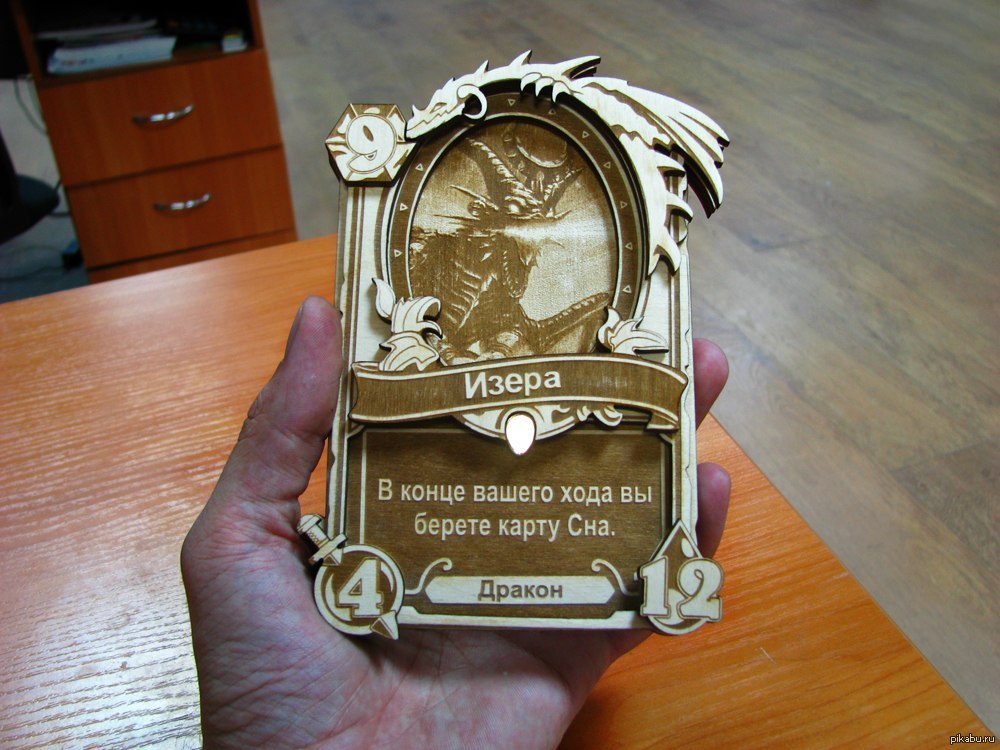 9
Изера
В конце вашего хода вы
берете карту Сна.
Дракон
4
12
pikabu.ru